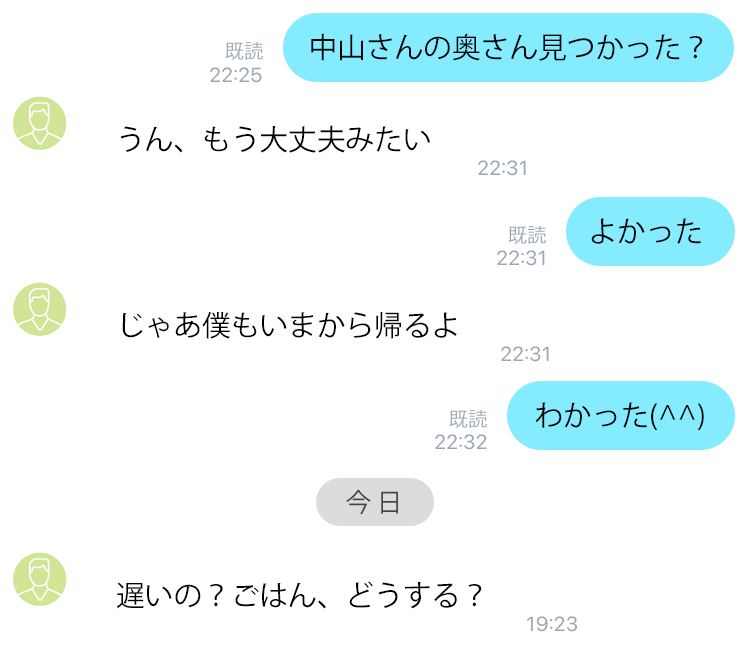 中山さんの奥さん見つかった？
既読
22:25
うん、もう大丈夫みたい
22:31
よかった
既読
22:31
じゃあ僕もいまから帰るよ
22:31
わかった(^^)
既読
22:32
今日
遅いの？ごはん、どうする？
19:23